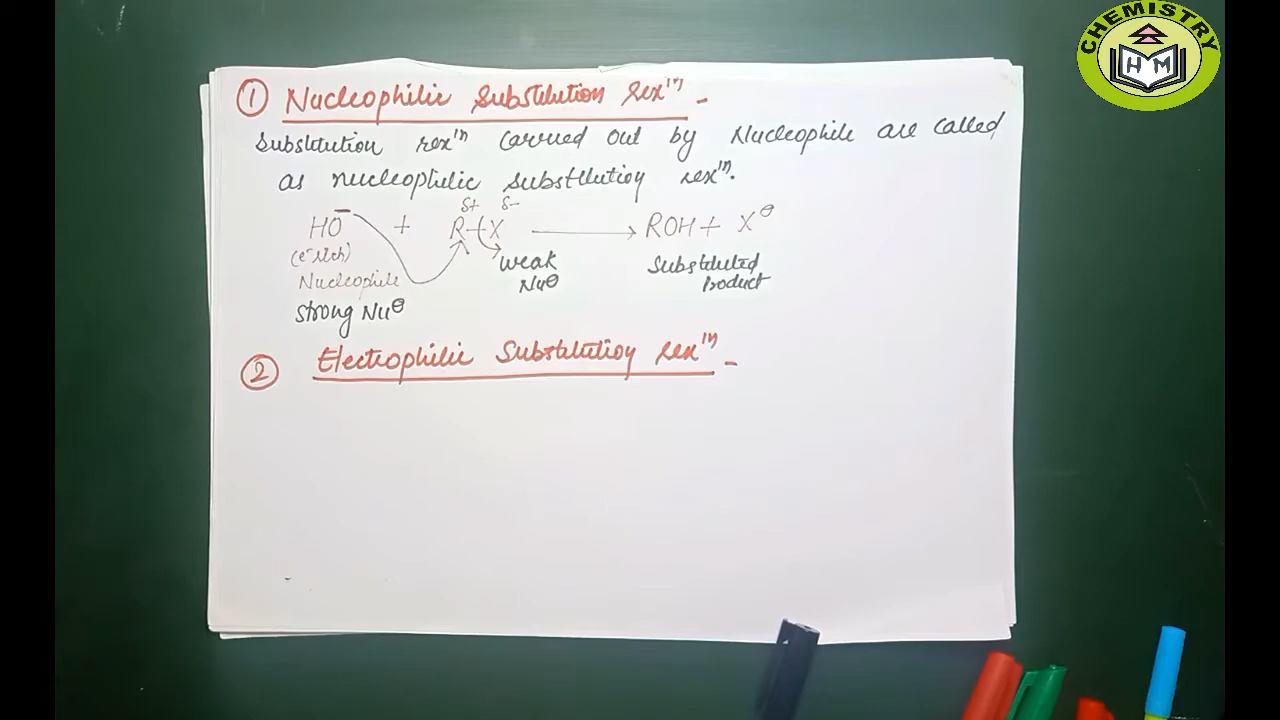 CHEMISTRY
HM
① Nucleophilic Substitution rexⁿ -
Substitution rexⁿ carried out by Nucleophile are called
as nucleophilic substitution rexⁿ.
δ+ δ-
HO⁻ + R-X → ROH + X⊖
(e⁻ rich) weak Substituted
Nucleophile Nu⊖ Product
Strong Nu⊖
② Electrophilic Substitution rexⁿ -